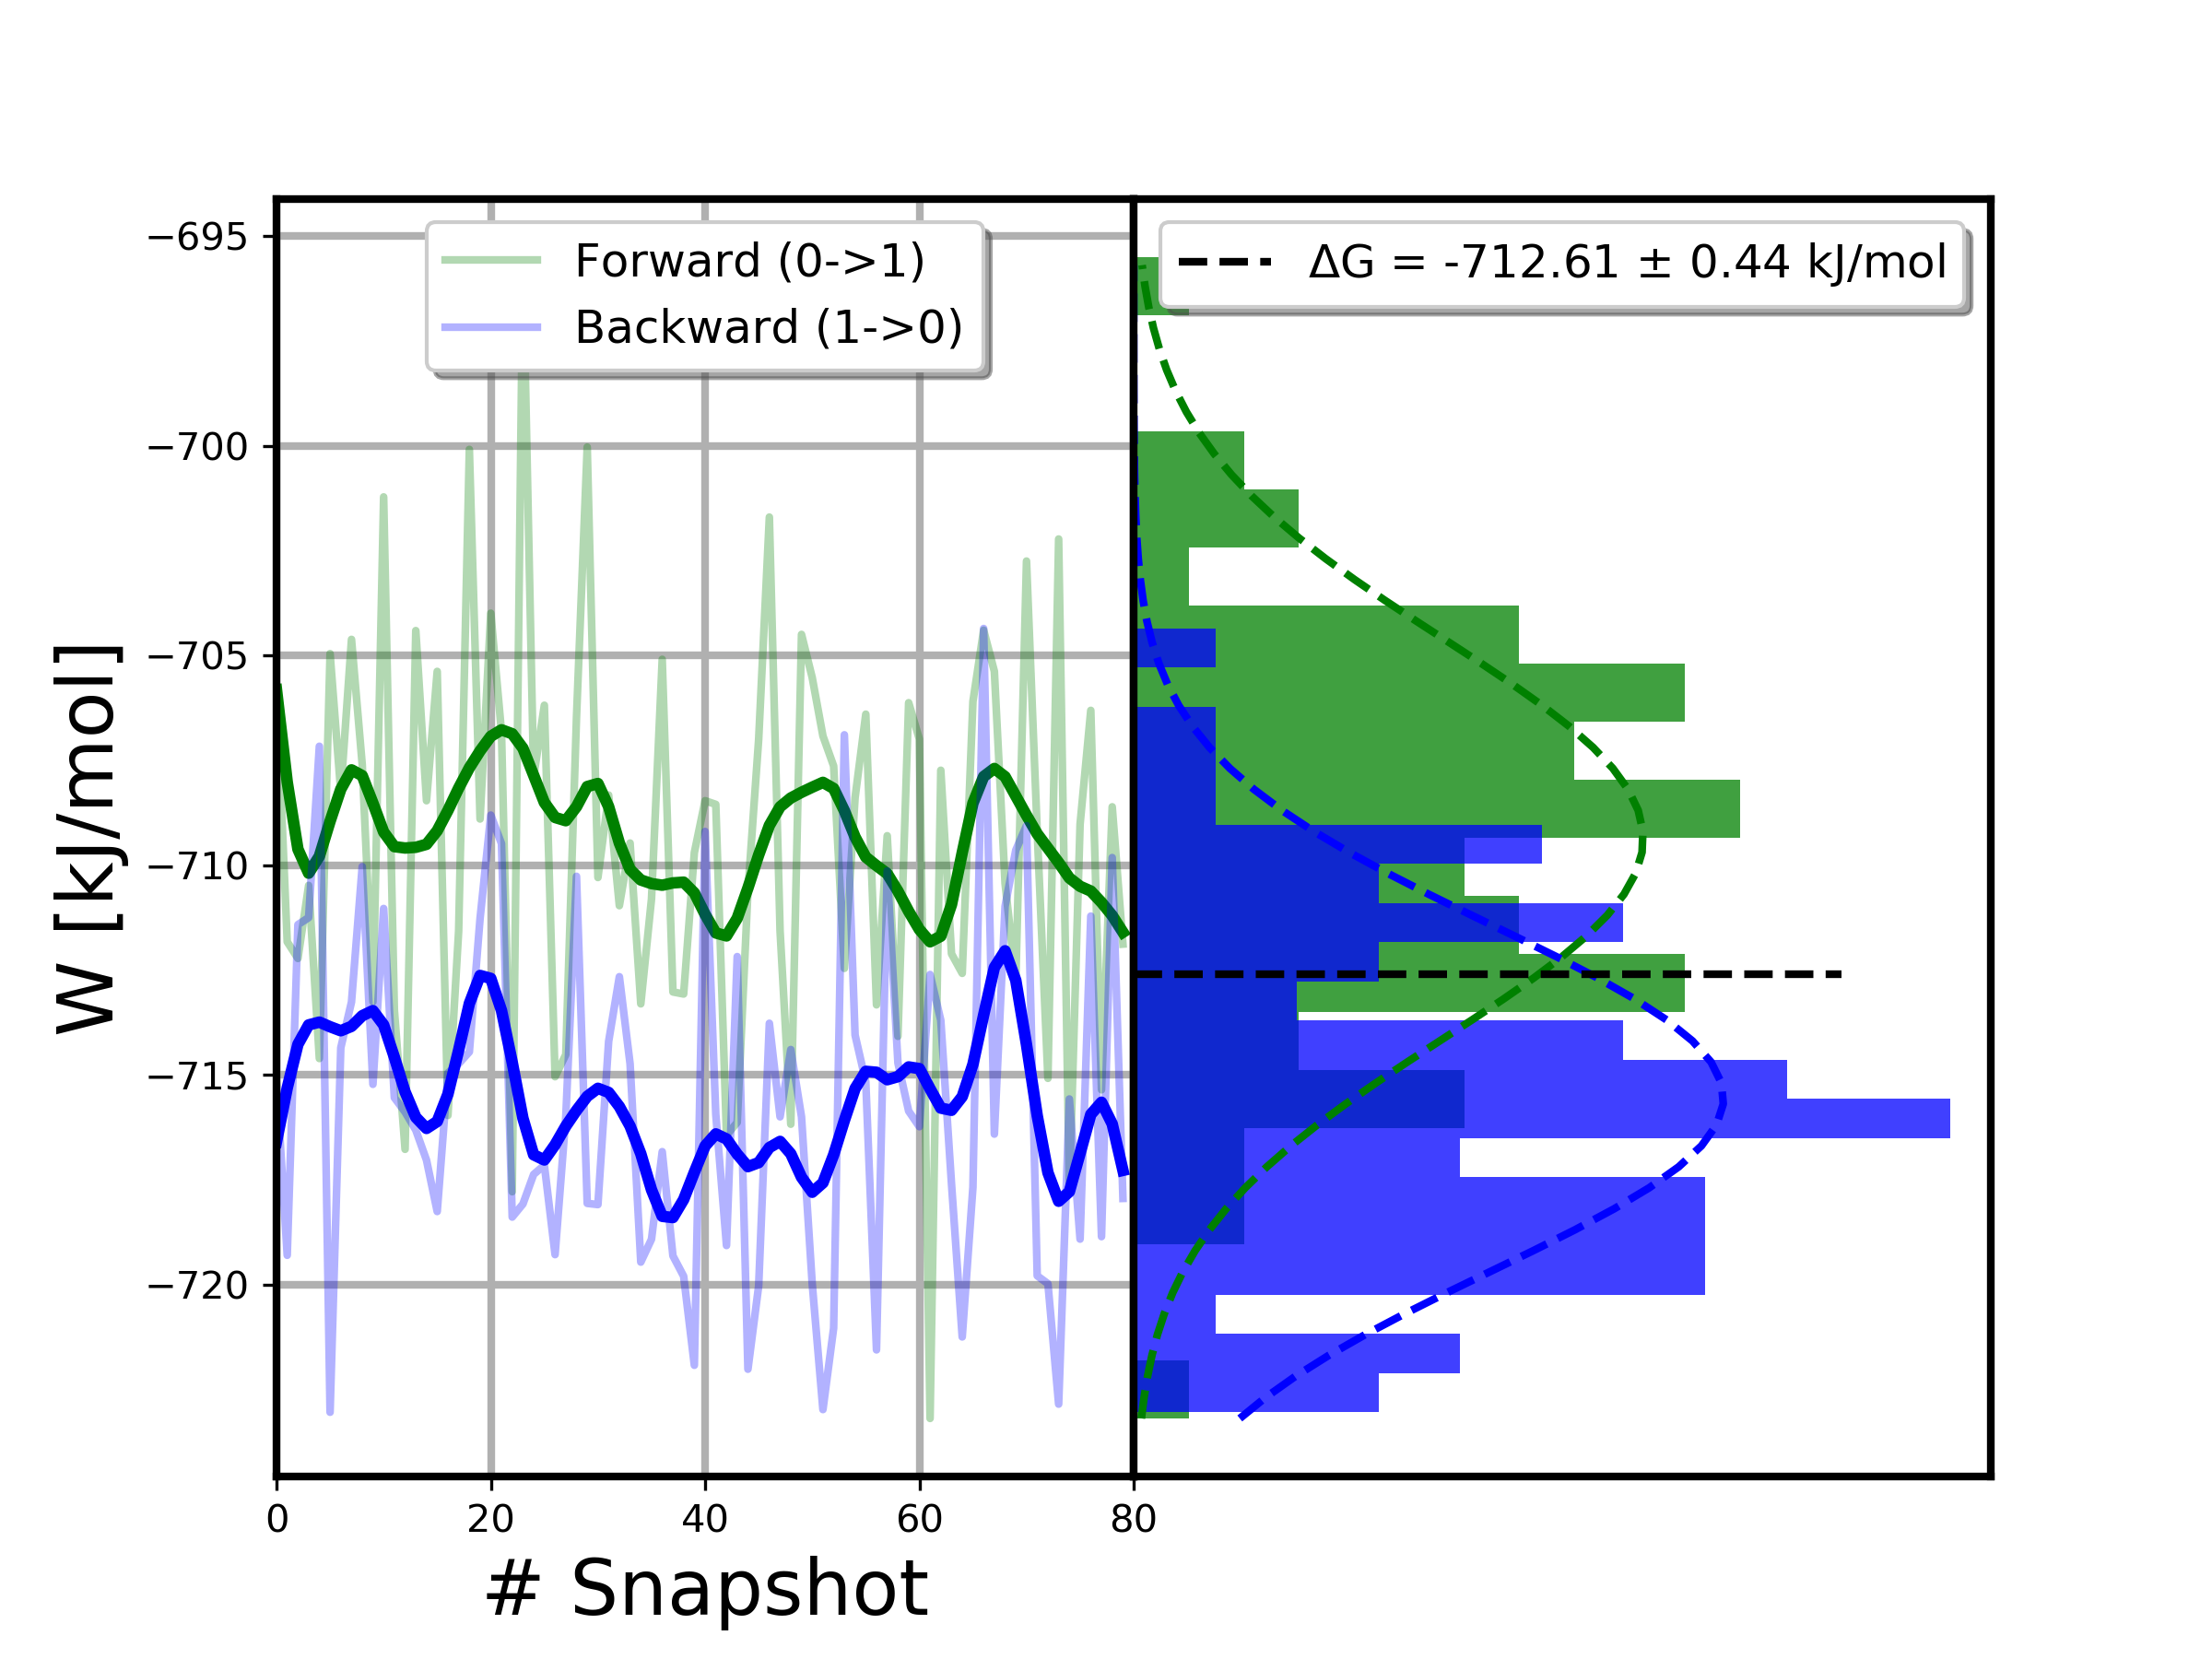 Forward (0->1)
Backward (1->0)
ΔG = -712.61 ± 0.44 kJ/mol
W [kJ/mol]
−695
−700
−705
−710
−715
−720
0 20 40 60 80
# Snapshot